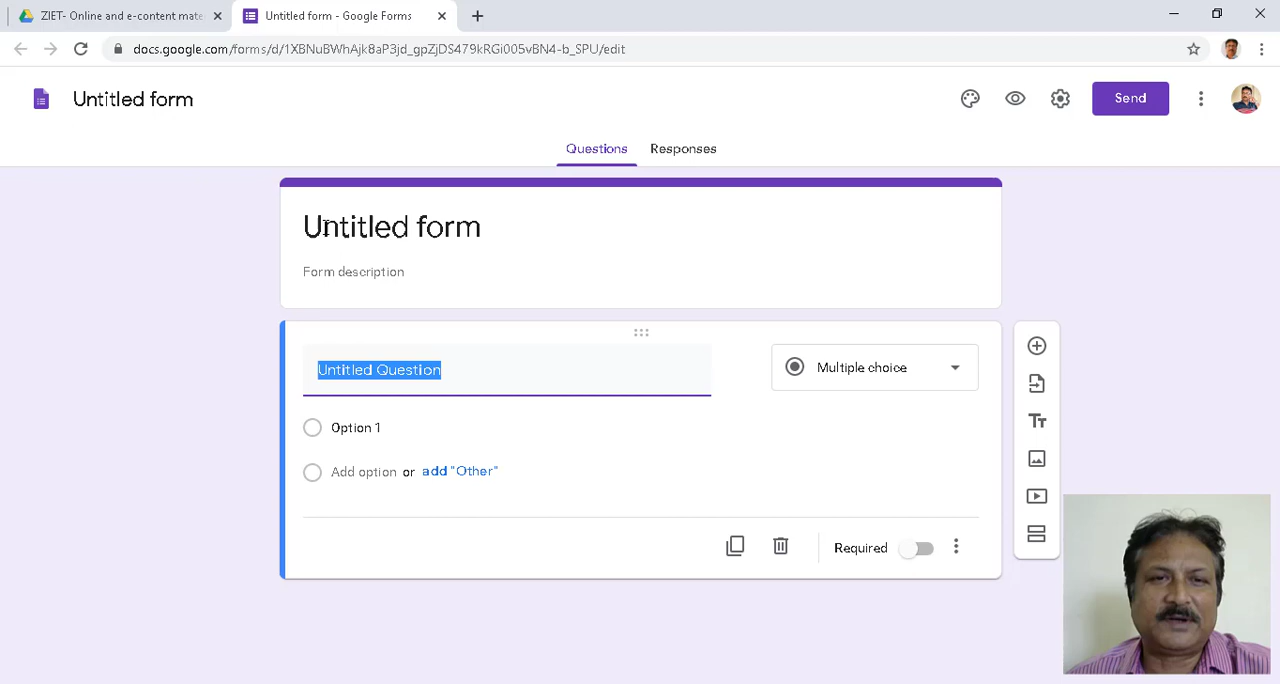 ZIET- Online and e-content mate
Untitled form - Google Forms
docs.google.com/forms/d/1XBNuBWhAjk8aP3jd_gpZjDS479kRGi005vBN4-b_SPU/edit
Untitled form
Send
Questions
Responses
Untitled form
Form description
Untitled Question
Multiple choice
Option 1
Add option or add "Other"
Required